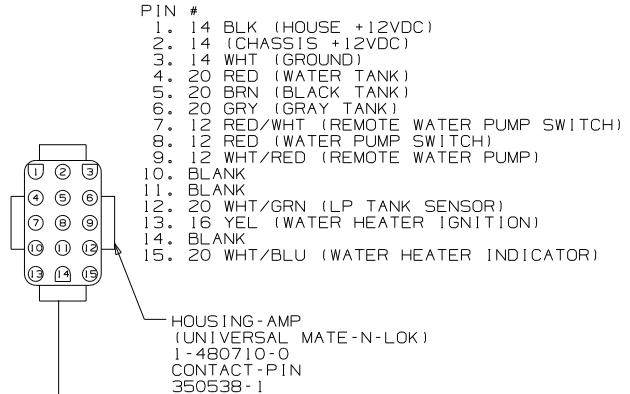 PIN #
1. 14 BLK (HOUSE +12VDC)
2. 14 (CHASSIS +12VDC)
3. 14 WHT (GROUND)
4. 20 RED (WATER TANK)
5. 20 BRN (BLACK TANK)
6. 20 GRY (GRAY TANK)
7. 12 RED/WHT (REMOTE WATER PUMP SWITCH)
8. 12 RED (WATER PUMP SWITCH)
9. 12 WHT/RED (REMOTE WATER PUMP)
10. BLANK
11. BLANK
12. 20 WHT/GRN (LP TANK SENSOR)
13. 16 YEL (WATER HEATER IGNITION)
14. BLANK
15. 20 WHT/BLU (WATER HEATER INDICATOR)
1 2 3
4 5 6
7 8 9
10 11 12
13 14 15
HOUSING-AMP
(UNIVERSAL MATE-N-LOK)
1-480710-0
CONTACT-PIN
350538-1